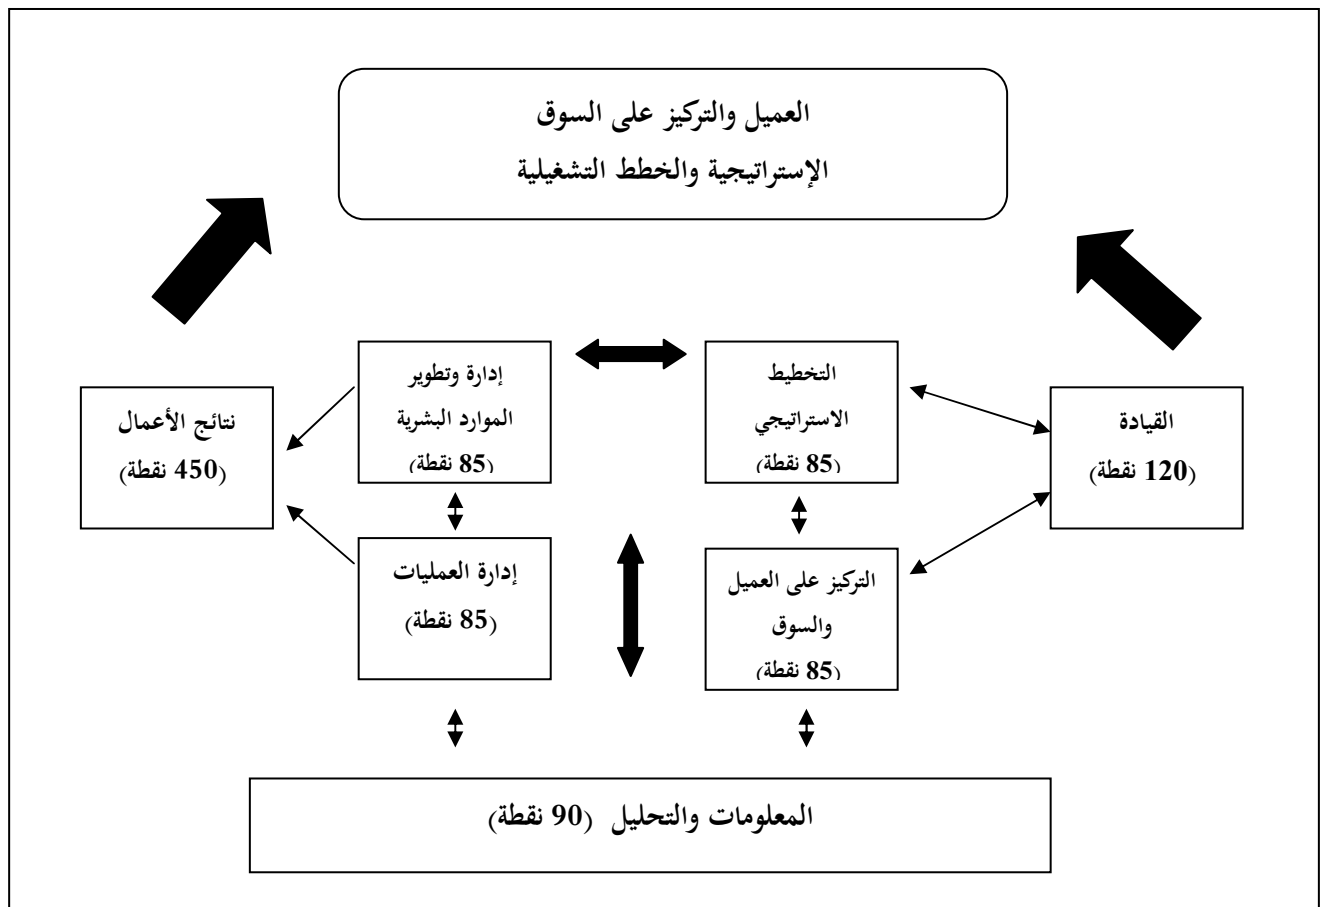 العميل والتركيز على السوق
الإستراتيجية والخطط التشغيلية
القيادة
(120 نقطة)
التخطيط
الاستراتيجي
(85 نقطة)
إدارة وتطوير
الموارد البشرية
(85 نقطة)
نتائج الأعمال
(450 نقطة)
التركيز على العميل
والسوق
(85 نقطة)
إدارة العمليات
(85 نقطة)
المعلومات والتحليل (90 نقطة)